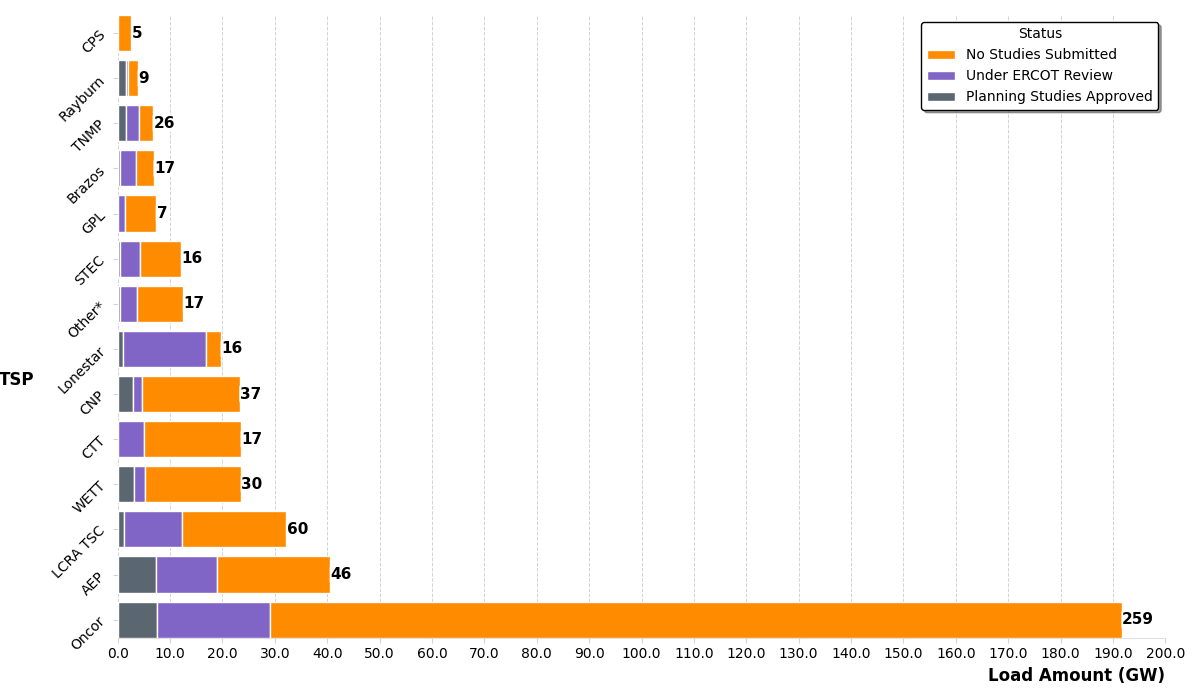 Status
No Studies Submitted
Under ERCOT Review
Planning Studies Approved
CPS 5
Rayburn 9
TNMP 26
Brazos 17
GPL 7
STEC 16
Other* 17
Lonestar 16
TSP
CNP 37
CTT 17
WETT 30
LCRA TSC 60
AEP 46
Oncor 259
0.0 10.0 20.0 30.0 40.0 50.0 60.0 70.0 80.0 90.0 100.0 110.0 120.0 130.0 140.0 150.0 160.0 170.0 180.0 190.0 200.0
Load Amount (GW)